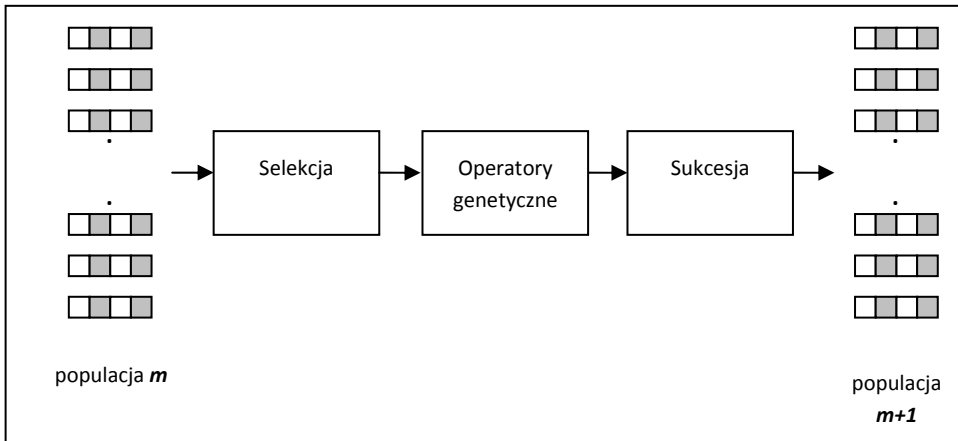 Selekcja
Operatory
genetyczne
Sukcesja
populacja m
populacja
m+1